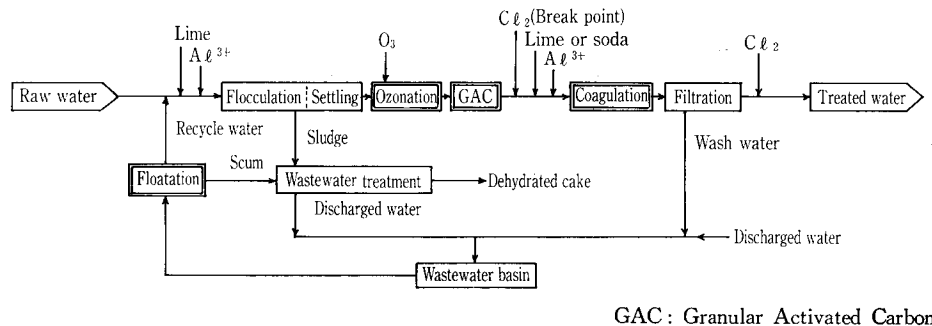 Cℓ₂(Break point)
Lime
Lime or soda
Aℓ³⁺
O₃
Aℓ³⁺
Cℓ₂
Raw water
Flocculation
Settling
Ozonation
GAC
Coagulation
Filtration
Treated water
Recycle water
Sludge
Wash water
Scum
Floatation
Wastewater treatment
Dehydrated cake
Discharged water
Discharged water
Wastewater basin
GAC: Granular Activated Carbon